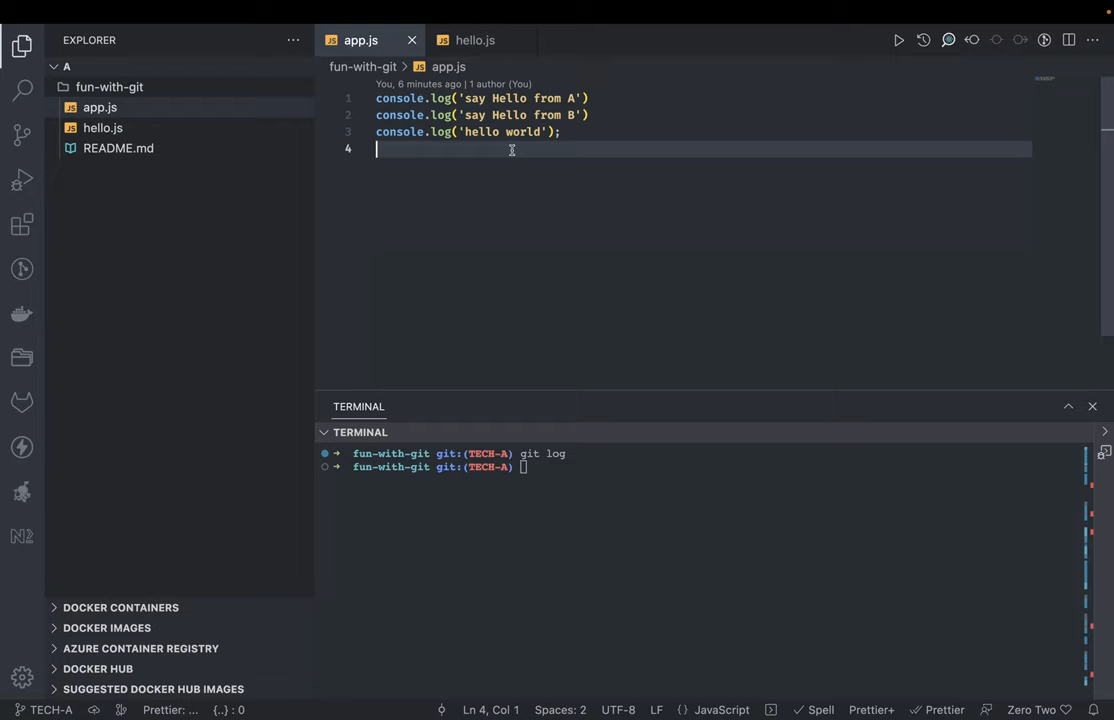 EXPLORER
A
fun-with-git
app.js
hello.js
README.md
DOCKER CONTAINERS
DOCKER IMAGES
AZURE CONTAINER REGISTRY
DOCKER HUB
SUGGESTED DOCKER HUB IMAGES
app.js
hello.js
fun-with-git > app.js
You, 6 minutes ago | 1 author (You)
1 console.log('say Hello from A')
2 console.log('say Hello from B')
3 console.log('hello world');
4
TERMINAL
TERMINAL
fun-with-git git:(TECH-A) git log
fun-with-git git:(TECH-A)
TECH-A Prettier: ... {..} : 0 Ln 4, Col 1 Spaces: 2 UTF-8 LF {} JavaScript Spell Prettier+ Prettier Zero Two